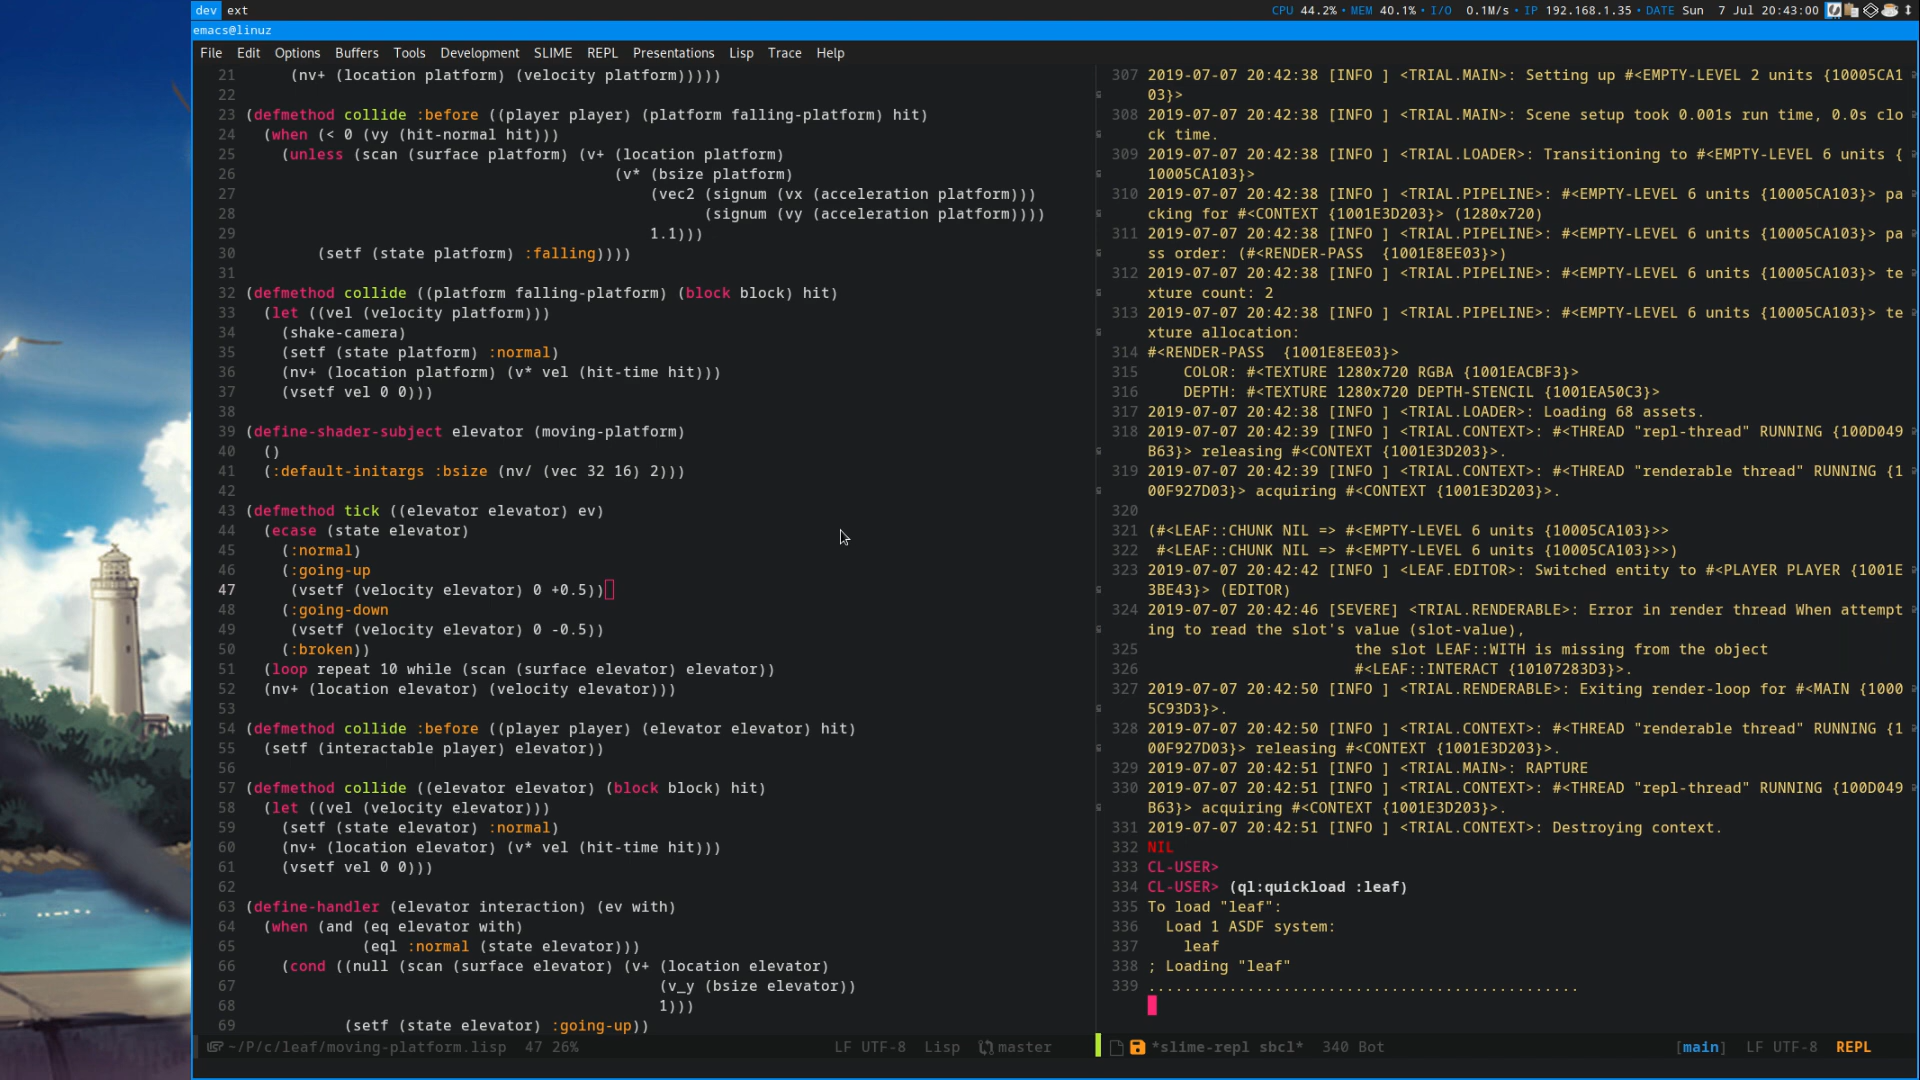 dev ext
CPU 44.2% • MEM 40.1% • I/O 0.1M/s • IP 192.168.1.35 • DATE Sun 7 Jul 20:43:00
emacs@linuz
File Edit Options Buffers Tools Development SLIME REPL Presentations Lisp Trace Help
21 (nv+ (location platform) (velocity platform)))))
22
23 (defmethod collide :before ((player player) (platform falling-platform) hit)
24 (when (< 0 (vy (hit-normal hit)))
25 (unless (scan (surface platform) (v+ (location platform)
26 (v* (bsize platform)
27 (vec2 (signum (vx (acceleration platform)))
28 (signum (vy (acceleration platform))))
29 1.1)))
30 (setf (state platform) :falling))))
31
32 (defmethod collide ((platform falling-platform) (block block) hit)
33 (let ((vel (velocity platform)))
34 (shake-camera)
35 (setf (state platform) :normal)
36 (nv+ (location platform) (v* vel (hit-time hit)))
37 (vsetf vel 0 0)))
38
39 (define-shader-subject elevator (moving-platform)
40 ()
41 (:default-initargs :bsize (nv/ (vec 32 16) 2)))
42
43 (defmethod tick ((elevator elevator) ev)
44 (ecase (state elevator)
45 (:normal)
46 (:going-up
47 (vsetf (velocity elevator) 0 +0.5))
48 (:going-down
49 (vsetf (velocity elevator) 0 -0.5))
50 (:broken))
51 (loop repeat 10 while (scan (surface elevator) elevator))
52 (nv+ (location elevator) (velocity elevator)))
53
54 (defmethod collide :before ((player player) (elevator elevator) hit)
55 (setf (interactable player) elevator))
56
57 (defmethod collide ((elevator elevator) (block block) hit)
58 (let ((vel (velocity elevator)))
59 (setf (state elevator) :normal)
60 (nv+ (location elevator) (v* vel (hit-time hit)))
61 (vsetf vel 0 0)))
62
63 (define-handler (elevator interaction) (ev with)
64 (when (and (eq elevator with)
65 (eql :normal (state elevator)))
66 (cond ((null (scan (surface elevator) (v+ (location elevator)
67 (v_y (bsize elevator))
68 1)))
69 (setf (state elevator) :going-up))
~/P/c/leaf/moving-platform.lisp 47 26% LF UTF-8 Lisp master
307 2019-07-07 20:42:38 [INFO ] <TRIAL.MAIN>: Setting up #<EMPTY-LEVEL 2 units {10005CA1
03}>
308 2019-07-07 20:42:38 [INFO ] <TRIAL.MAIN>: Scene setup took 0.001s run time, 0.0s clo
ck time.
309 2019-07-07 20:42:38 [INFO ] <TRIAL.LOADER>: Transitioning to #<EMPTY-LEVEL 6 units {
10005CA103}>
310 2019-07-07 20:42:38 [INFO ] <TRIAL.PIPELINE>: #<EMPTY-LEVEL 6 units {10005CA103}> pa
cking for #<CONTEXT {1001E3D203}> (1280x720)
311 2019-07-07 20:42:38 [INFO ] <TRIAL.PIPELINE>: #<EMPTY-LEVEL 6 units {10005CA103}> pa
ss order: (#<RENDER-PASS  {1001E8EE03}>)
312 2019-07-07 20:42:38 [INFO ] <TRIAL.PIPELINE>: #<EMPTY-LEVEL 6 units {10005CA103}> te
xture count: 2
313 2019-07-07 20:42:38 [INFO ] <TRIAL.PIPELINE>: #<EMPTY-LEVEL 6 units {10005CA103}> te
xture allocation:
314 #<RENDER-PASS  {1001E8EE03}>
315 COLOR: #<TEXTURE 1280x720 RGBA {1001EACBF3}>
316 DEPTH: #<TEXTURE 1280x720 DEPTH-STENCIL {1001EA50C3}>
317 2019-07-07 20:42:38 [INFO ] <TRIAL.LOADER>: Loading 68 assets.
318 2019-07-07 20:42:39 [INFO ] <TRIAL.CONTEXT>: #<THREAD "repl-thread" RUNNING {100D049
B63}> releasing #<CONTEXT {1001E3D203}>.
319 2019-07-07 20:42:39 [INFO ] <TRIAL.CONTEXT>: #<THREAD "renderable thread" RUNNING {1
00F927D03}> acquiring #<CONTEXT {1001E3D203}>.
320
321 (#<LEAF::CHUNK NIL => #<EMPTY-LEVEL 6 units {10005CA103}>>
322 #<LEAF::CHUNK NIL => #<EMPTY-LEVEL 6 units {10005CA103}>>)
323 2019-07-07 20:42:42 [INFO ] <LEAF.EDITOR>: Switched entity to #<PLAYER PLAYER {1001E
3BE43}> (EDITOR)
324 2019-07-07 20:42:46 [SEVERE] <TRIAL.RENDERABLE>: Error in render thread When attempt
ing to read the slot's value (slot-value),
325 the slot LEAF::WITH is missing from the object
326 #<LEAF::INTERACT {10107283D3}>.
327 2019-07-07 20:42:50 [INFO ] <TRIAL.RENDERABLE>: Exiting render-loop for #<MAIN {1000
5C93D3}>.
328 2019-07-07 20:42:50 [INFO ] <TRIAL.CONTEXT>: #<THREAD "renderable thread" RUNNING {1
00F927D03}> releasing #<CONTEXT {1001E3D203}>.
329 2019-07-07 20:42:51 [INFO ] <TRIAL.MAIN>: RAPTURE
330 2019-07-07 20:42:51 [INFO ] <TRIAL.CONTEXT>: #<THREAD "repl-thread" RUNNING {100D049
B63}> acquiring #<CONTEXT {1001E3D203}>.
331 2019-07-07 20:42:51 [INFO ] <TRIAL.CONTEXT>: Destroying context.
332 NIL
333 CL-USER>
334 CL-USER> (ql:quickload :leaf)
335 To load "leaf":
336 Load 1 ASDF system:
337 leaf
338 ; Loading "leaf"
339 ................................................
*slime-repl sbcl* 340 Bot [main] LF UTF-8 REPL